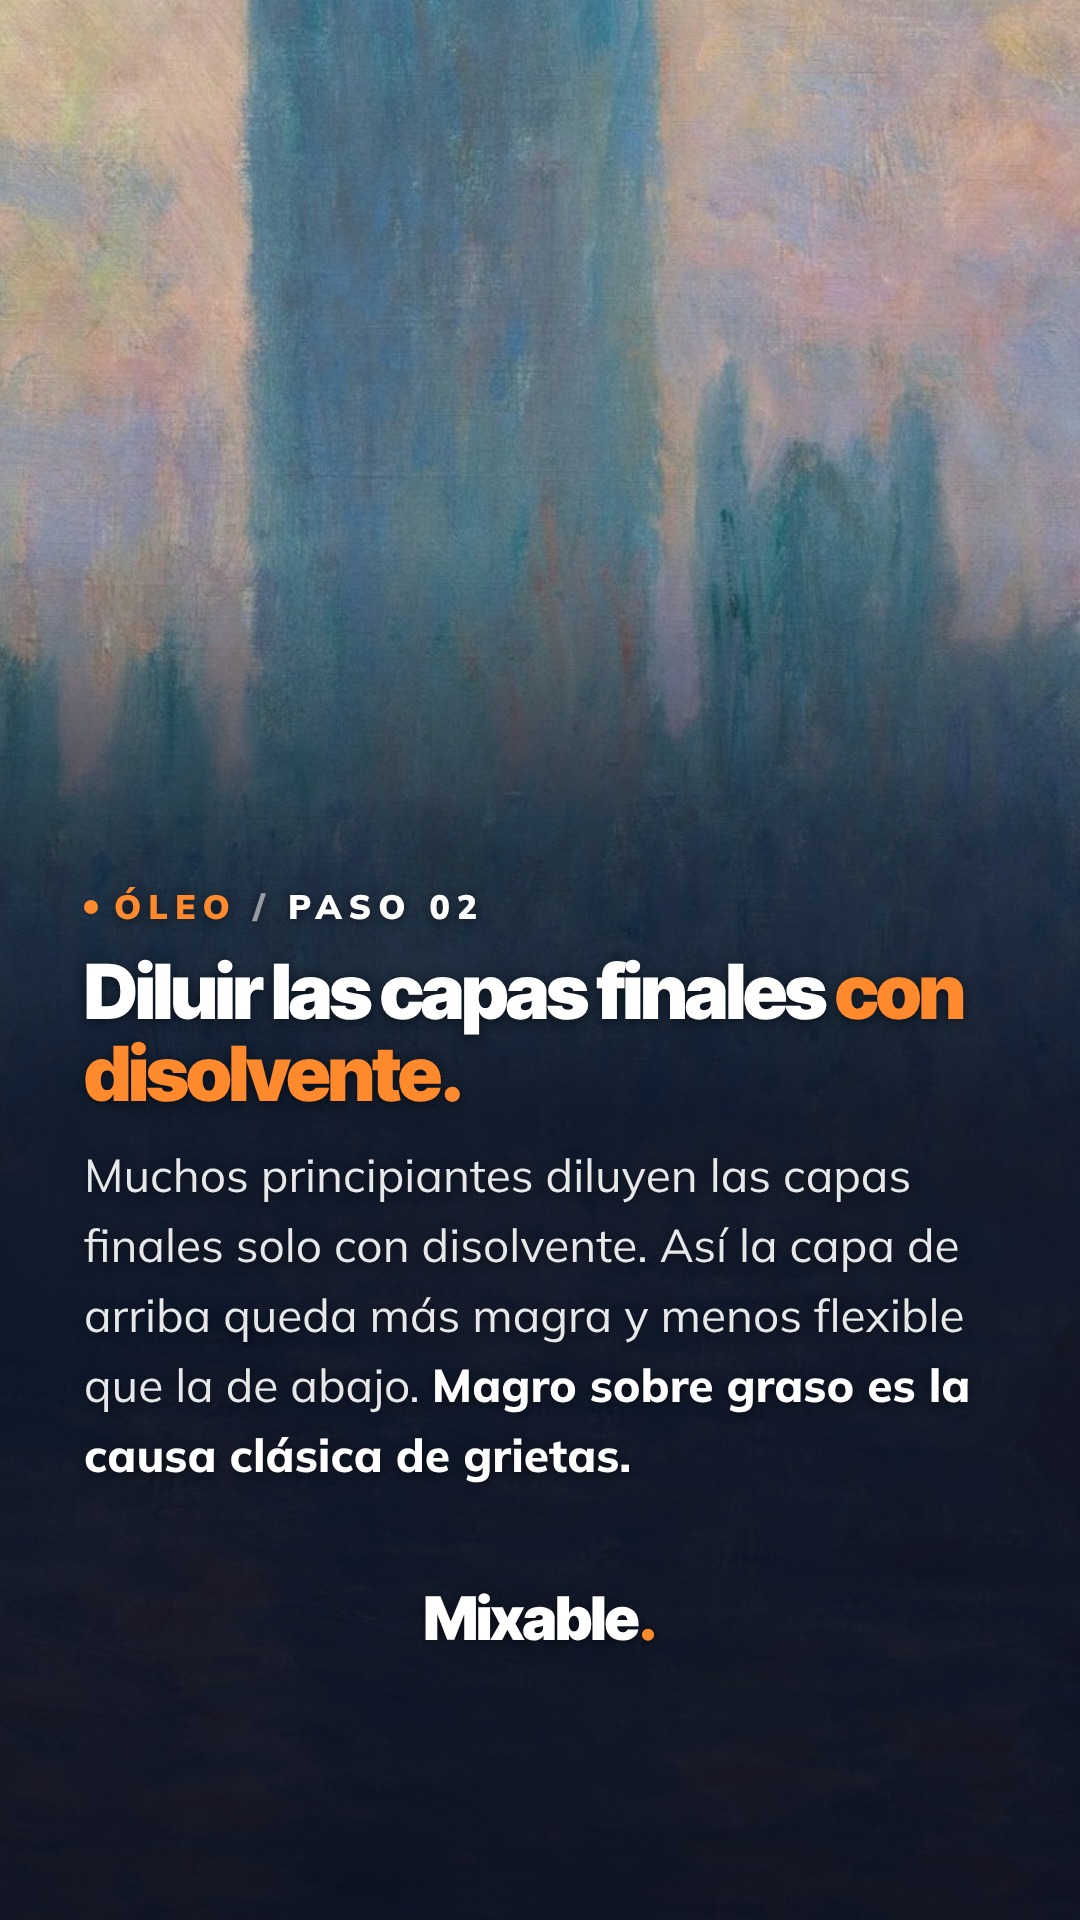 • ÓLEO / PASO 02
Diluir las capas finales con
disolvente.
Muchos principiantes diluyen las capas
finales solo con disolvente. Así la capa de
arriba queda más magra y menos flexible
que la de abajo. Magro sobre graso es la
causa clásica de grietas.
Mixable.